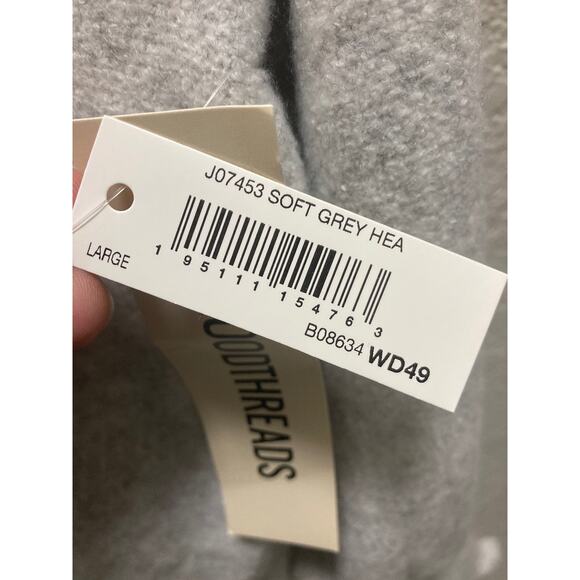 J07453 SOFT GREY HEA
LARGE
1 95111 15476 3
B08634 WD49
OODTHREADS